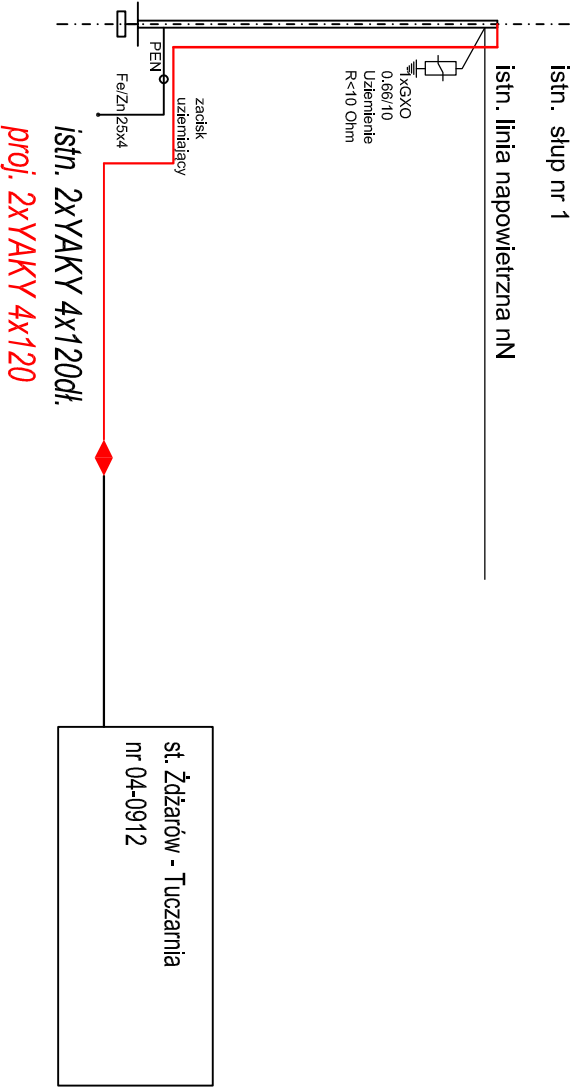 istn. słup nr 1
istn. linia napowietrzna nN
1xGXO
0.66/10
Uziemienie
R<10 Ohm
zacisk
uziemiający
PEN
Fe/Zn 25x4
istn. 2xYAKY 4x120dł.
proj. 2xYAKY 4x120
st. Żdżarów - Tuczarnia
nr 04-0912